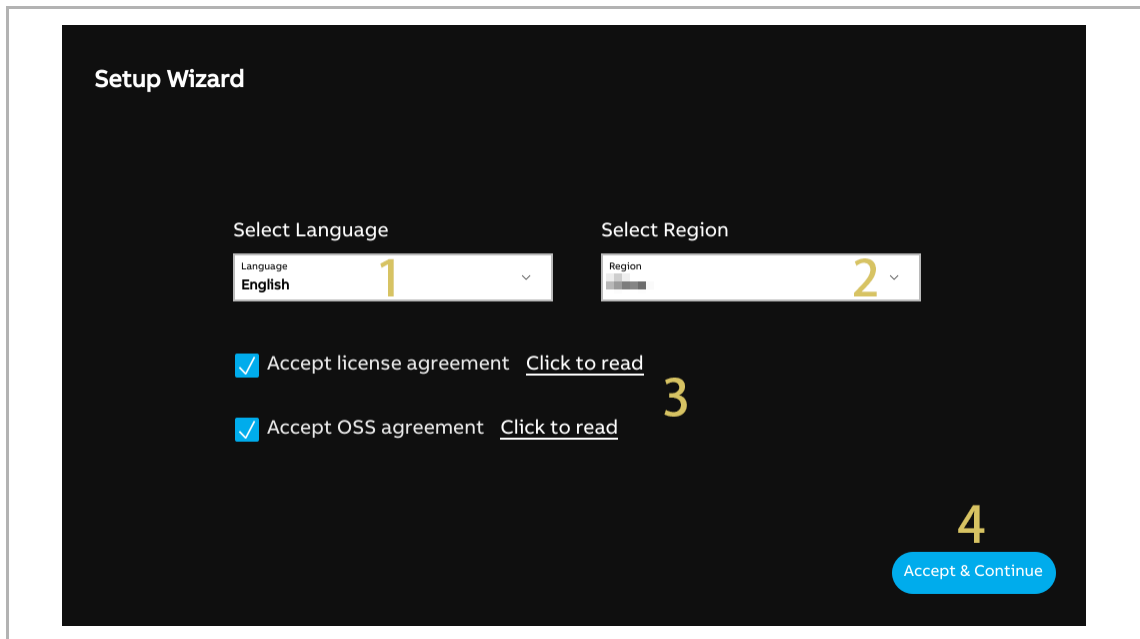 Setup Wizard
Select Language
Select Region
Language
English
1
Region
2
Accept license agreement Click to read
3
Accept OSS agreement Click to read
4
Accept & Continue